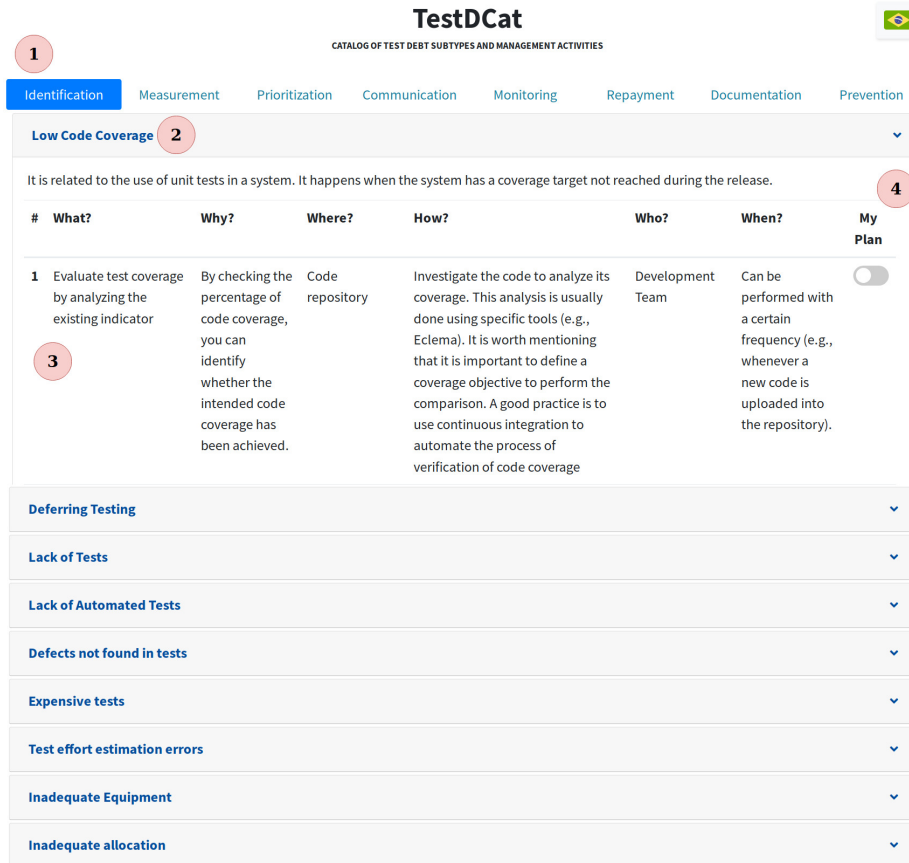 TestDCat
CATALOG OF TEST DEBT SUBTYPES AND MANAGEMENT ACTIVITIES
1
Identification Measurement Prioritization Communication Monitoring Repayment Documentation Prevention
Low Code Coverage 2
It is related to the use of unit tests in a system. It happens when the system has a coverage target not reached during the release.
4
# What? Why? Where? How? Who? When? My
Plan
1 Evaluate test coverage By checking the Code Investigate the code to analyze its Development Can be
by analyzing the percentage of repository coverage. This analysis is usually Team performed with
existing indicator code coverage, done using specific tools (e.g., a certain
you can Eclema). It is worth mentioning frequency (e.g.,
3 identify that it is important to define a whenever a
whether the coverage objective to perform the new code is
intended code comparison. A good practice is to uploaded into
coverage has use continuous integration to the repository).
been achieved. automate the process of
verification of code coverage
Deferring Testing
Lack of Tests
Lack of Automated Tests
Defects not found in tests
Expensive tests
Test effort estimation errors
Inadequate Equipment
Inadequate allocation